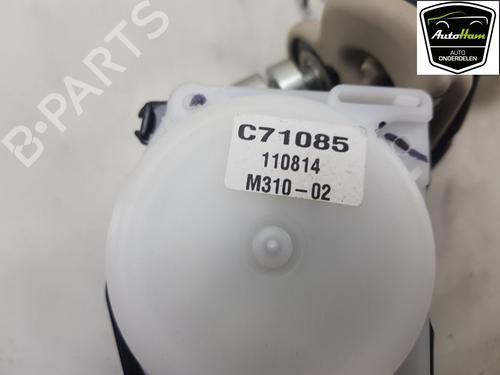 AutoHam
AUTO
ONDERDELEN
B-PARTS
C71085
110814
M310-02